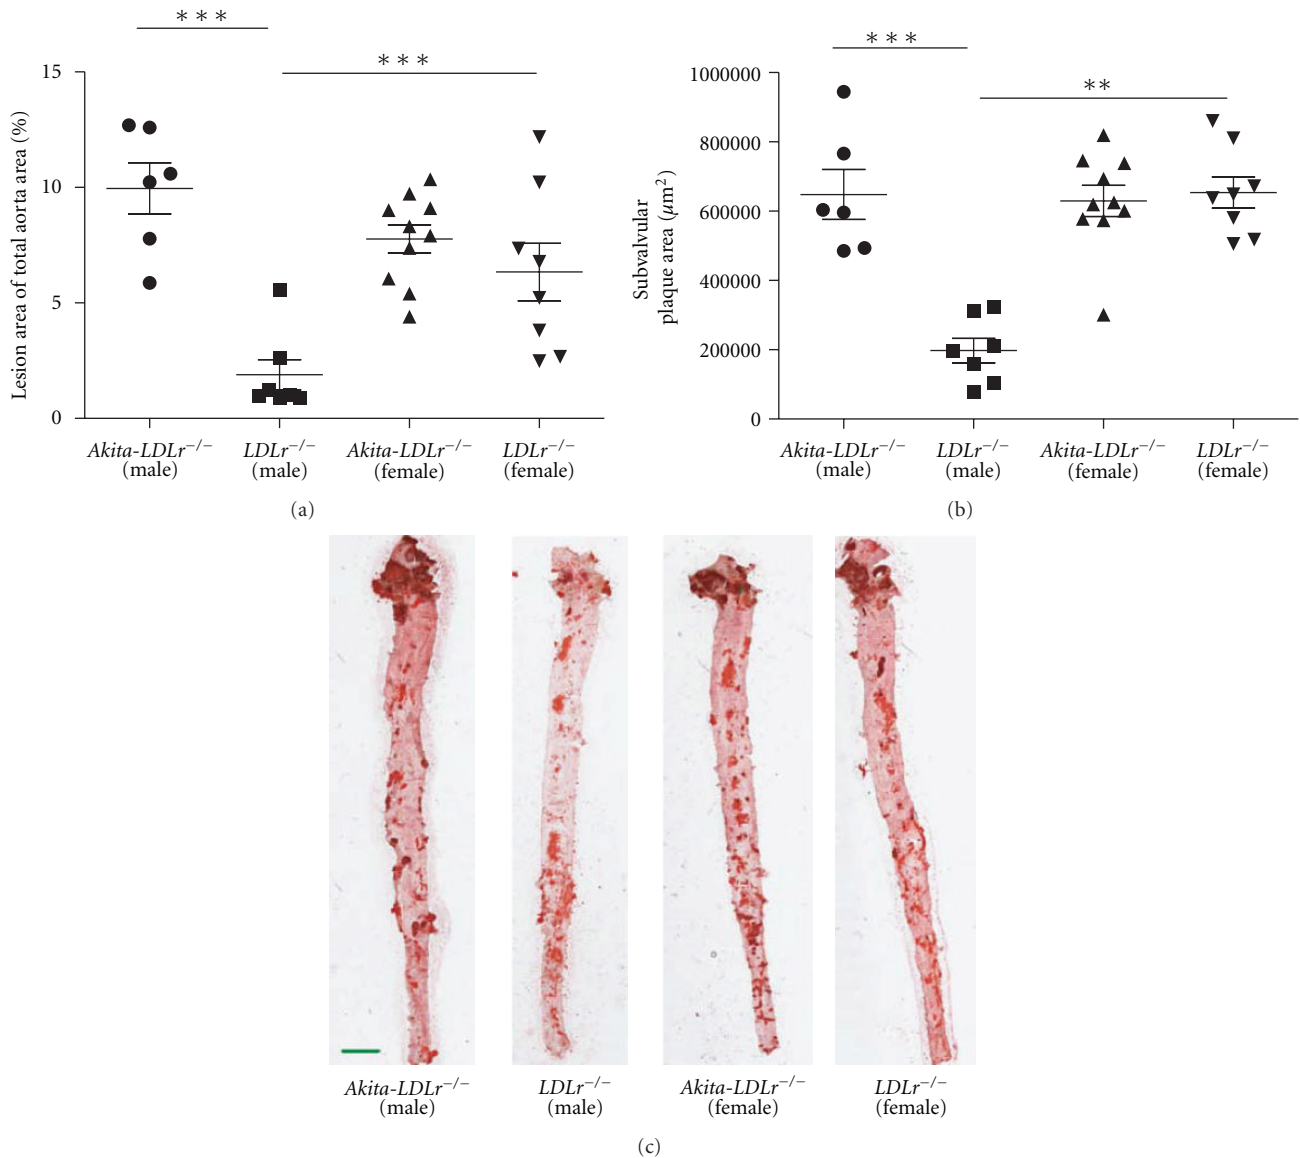 ∗∗∗
∗∗∗
15
10
5
0
Lesion area of total aorta area (%)
Akita-LDLr−/− (male)
LDLr−/− (male)
Akita-LDLr−/− (female)
LDLr−/− (female)
(a)
∗∗∗
∗∗
1000000
800000
600000
400000
200000
0
Subvalvular
plaque area (μm2)
Akita-LDLr−/− (male)
LDLr−/− (male)
Akita-LDLr−/− (female)
LDLr−/− (female)
(b)
Akita-LDLr−/−
(male)
LDLr−/−
(male)
Akita-LDLr−/−
(female)
LDLr−/−
(female)
(c)